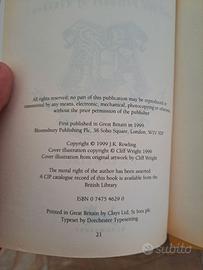 All rights reserved; no part of this publication may be reproduced or
transmitted by any means, electronic, mechanical, photocopying or otherwise,
without the prior permission of the publisher
First published in Great Britain in 1999
Bloomsbury Publishing Plc, 38 Soho Square, London, W1V 5DF
Copyright © 1999 J.K. Rowling
Cover illustration copyright © Cliff Wright 1999
Cover illustration from original artwork by Cliff Wright
The moral right of the author has been asserted
A CIP catalogue record of this book is available from the
British Library
ISBN 0 7475 4629 0
Printed in Great Britain by Clays Ltd, St Ives plc
Typeset by Dorchester Typesetting
21
subito